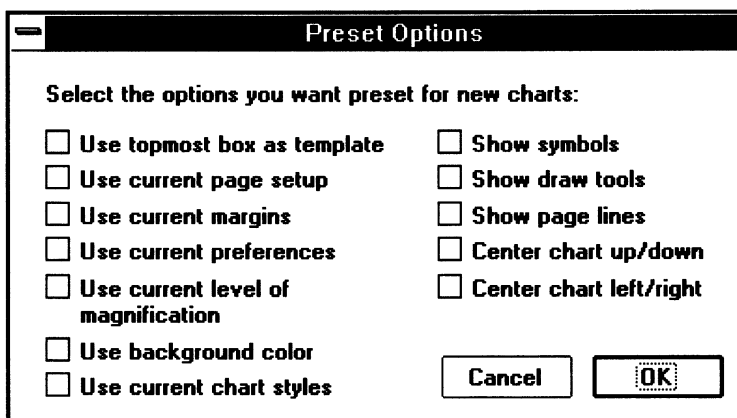 Preset Options
Select the options you want preset for new charts:
Use topmost box as template
Use current page setup
Use current margins
Use current preferences
Use current level of
magnification
Use background color
Use current chart styles
Show symbols
Show draw tools
Show page lines
Center chart up/down
Center chart left/right
Cancel
OK